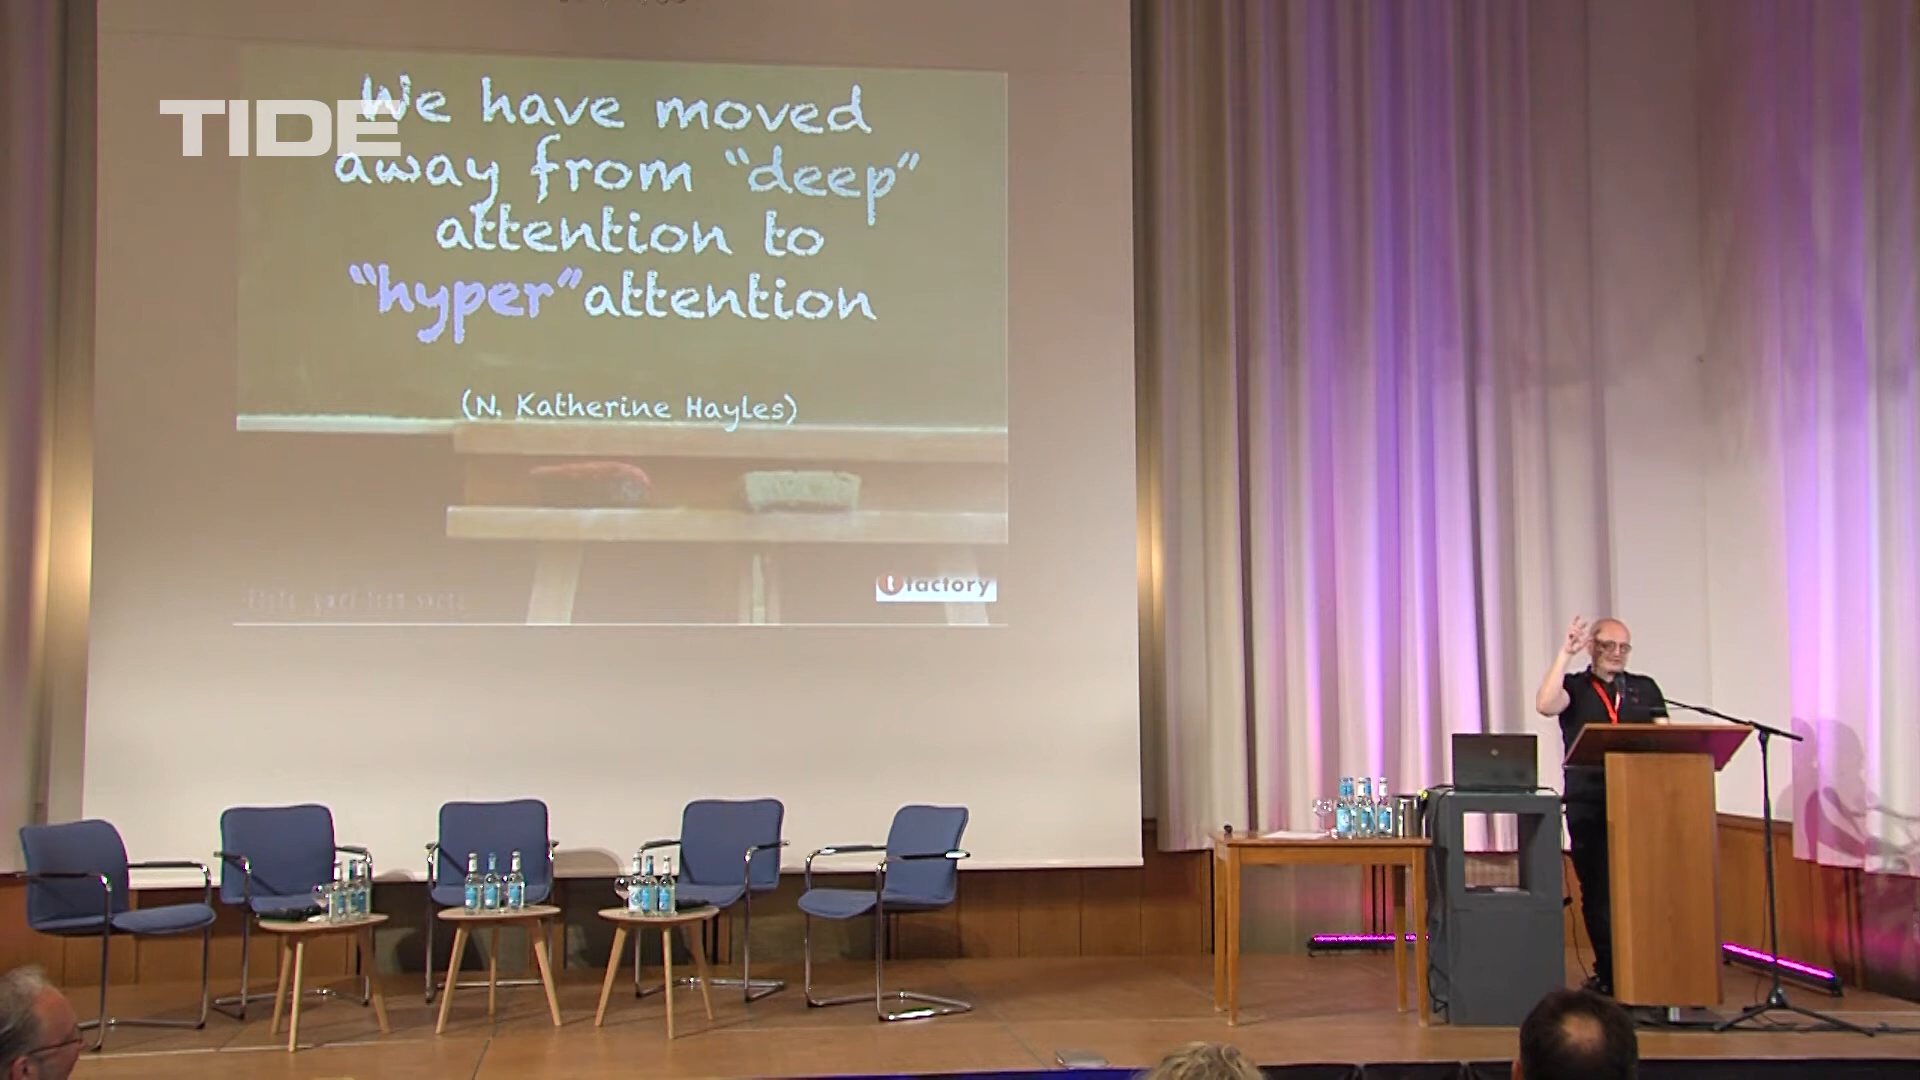 TIDE
We have moved
away from "deep"
attention to
"hyper" attention
(N. Katherine Hayles)
t factory